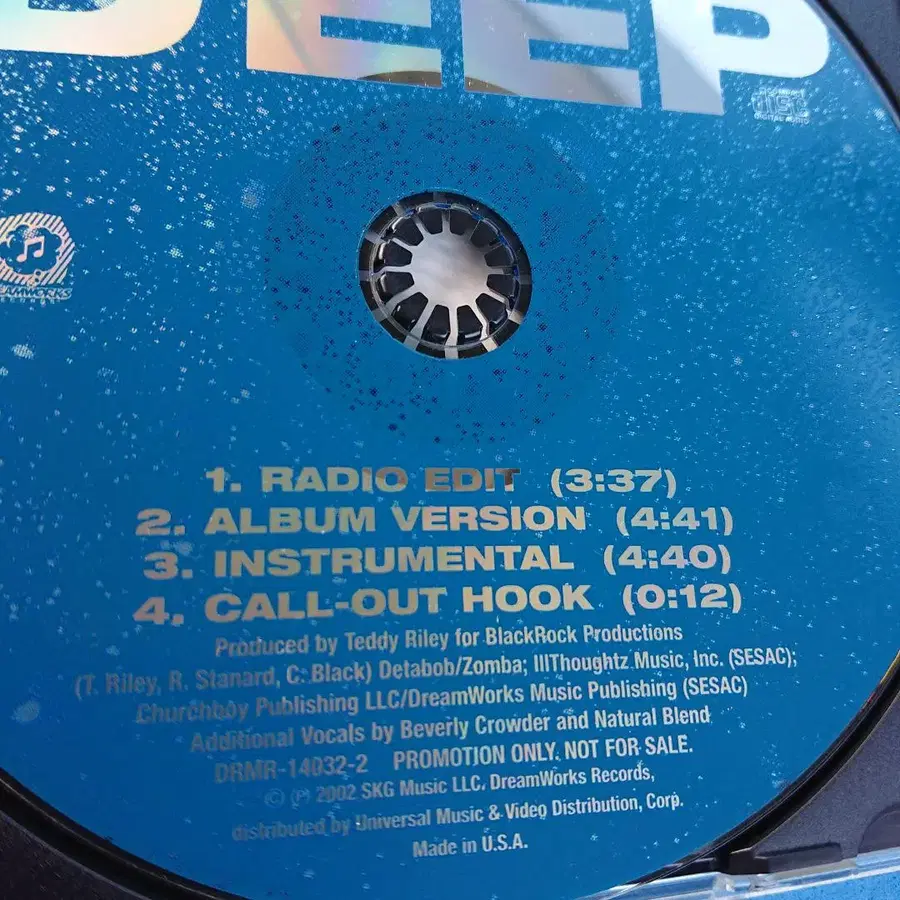 DEEP
DIGITAL AUDIO
1. RADIO EDIT (3:37)
2. ALBUM VERSION (4:41)
3. INSTRUMENTAL (4:40)
4. CALL-OUT HOOK (0:12)
Produced by Teddy Riley for BlackRock Productions
(T. Riley, R. Stanard, C. Black) Detabob/Zomba; IllThoughtz Music, Inc. (SESAC);
Churchboy Publishing LLC/DreamWorks Music Publishing (SESAC)
Additional Vocals by Beverly Crowder and Natural Blend
DRMR-14032-2 PROMOTION ONLY. NOT FOR SALE.
© ℗ 2002 SKG Music LLC. DreamWorks Records,
distributed by Universal Music & Video Distribution, Corp.
Made in U.S.A.